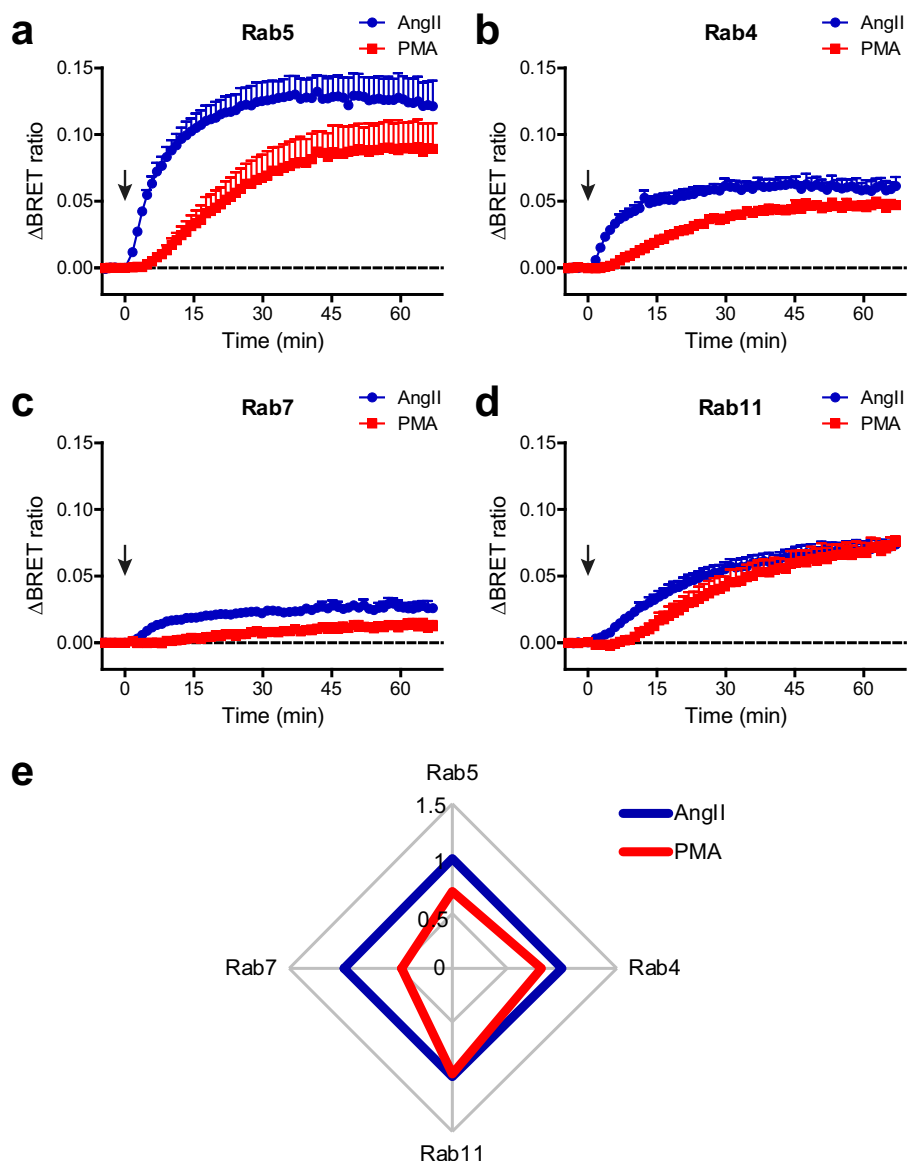 a
Rab5
AngII
PMA
0.15
0.10
0.05
0.00
ΔBRET ratio
0 15 30 45 60
Time (min)
b
Rab4
AngII
PMA
0.15
0.10
0.05
0.00
ΔBRET ratio
0 15 30 45 60
Time (min)
c
Rab7
AngII
PMA
0.15
0.10
0.05
0.00
ΔBRET ratio
0 15 30 45 60
Time (min)
d
Rab11
AngII
PMA
0.15
0.10
0.05
0.00
ΔBRET ratio
0 15 30 45 60
Time (min)
e
Rab5
1.5
1
0.5
0
Rab7
Rab4
Rab11
AngII
PMA